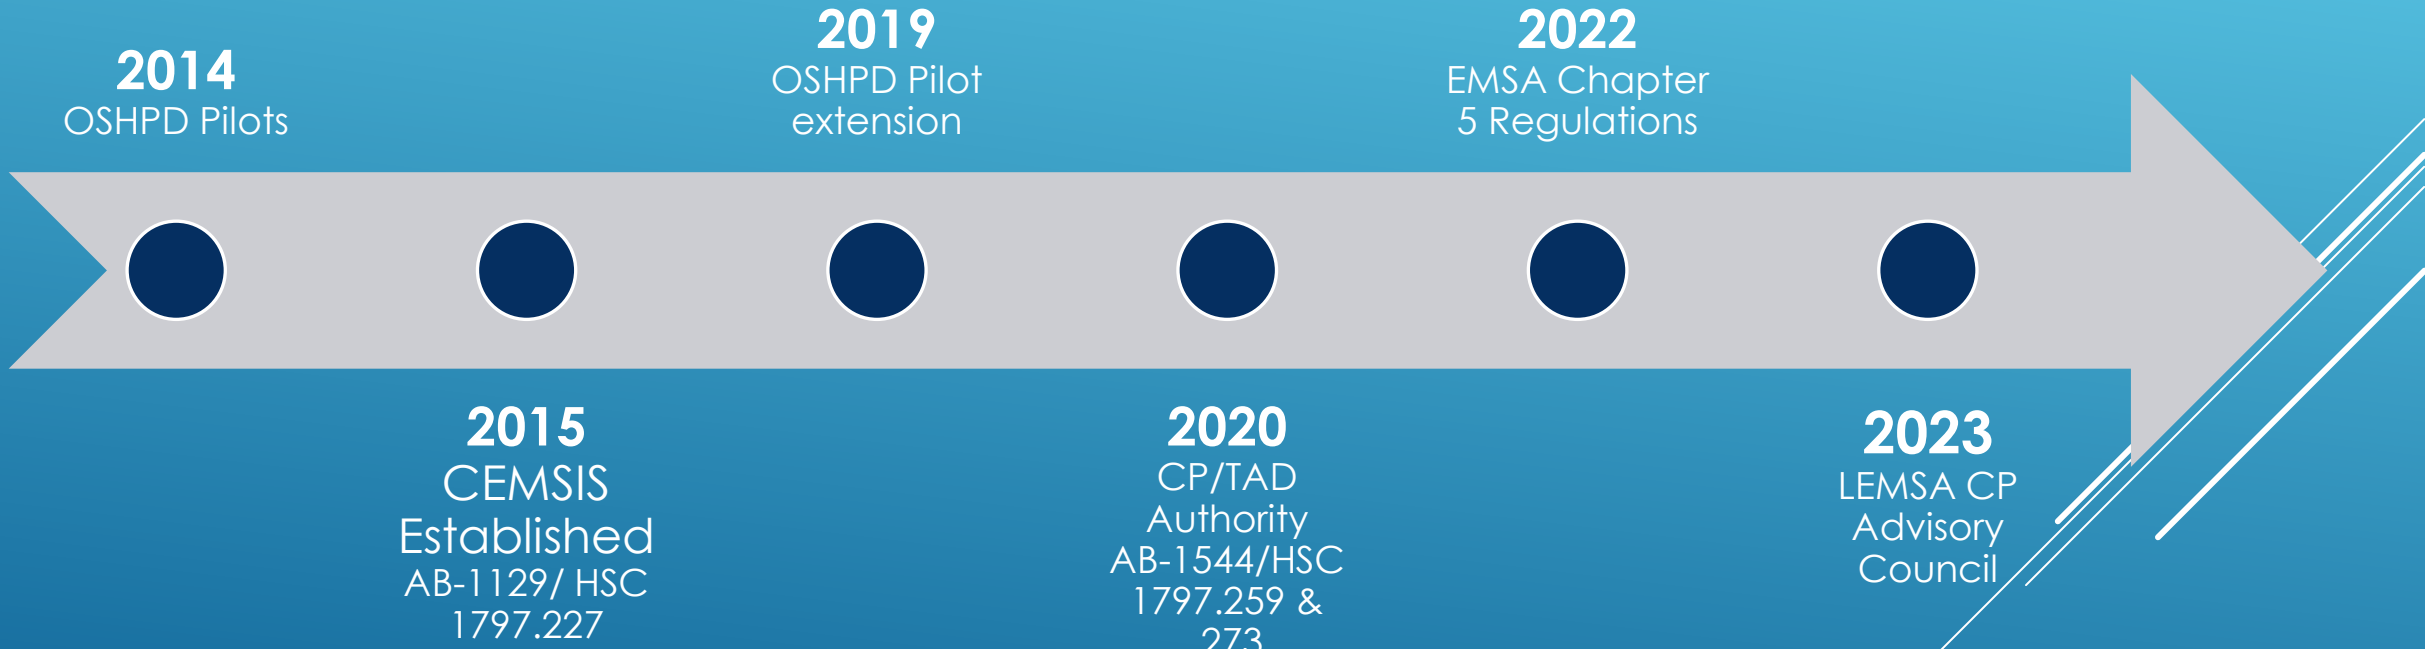 2014
OSHPD Pilots
2015
CEMSIS
Established
AB-1129/ HSC
1797.227
2019
OSHPD Pilot
extension
2020
CP/TAD
Authority
AB-1544/HSC
1797.259 &
273
2022
EMSA Chapter
5 Regulations
2023
LEMSA CP
Advisory
Council